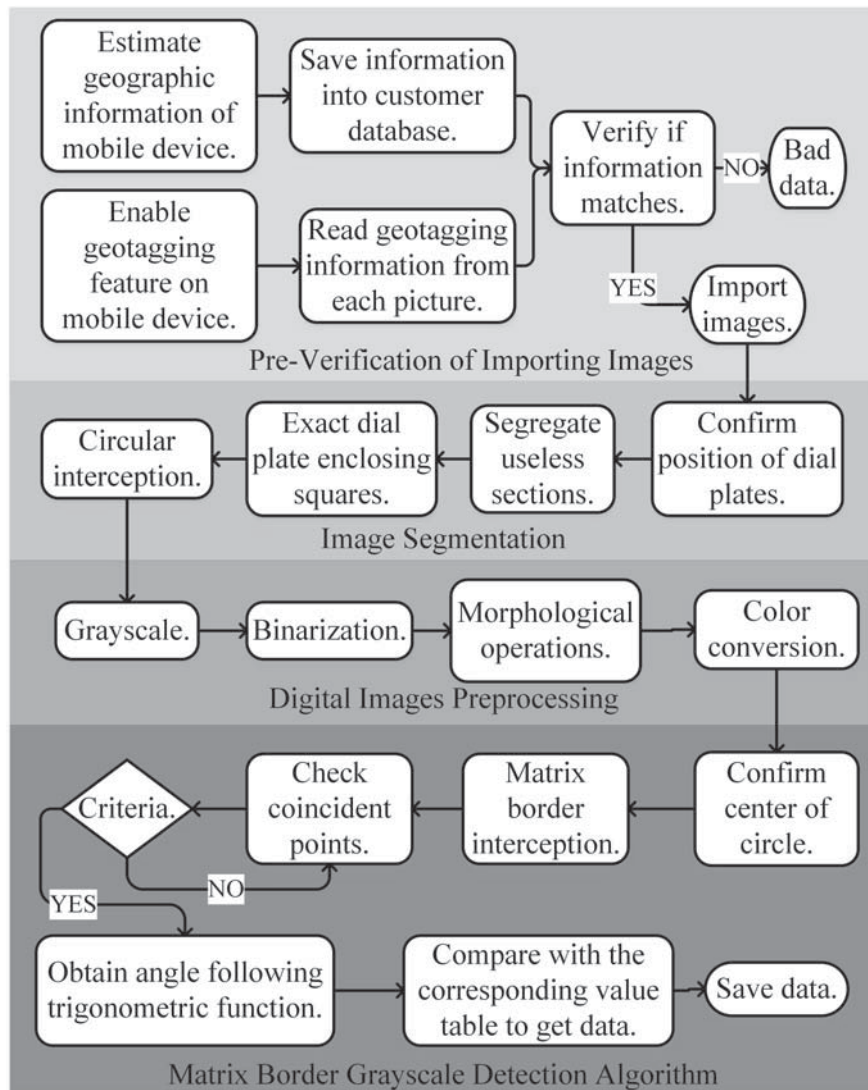 Estimate
geographic
information of
mobile device.
Save information
into customer
database.
Verify if
information
matches.
NO
Bad
data.
Enable
geotagging
feature on
mobile device.
Read geotagging
information from
each picture.
YES
Import
images.
Pre-Verification of Importing Images
Circular
interception.
Exact dial
plate enclosing
squares.
Segregate
useless
sections.
Confirm
position of dial
plates.
Image Segmentation
Grayscale.
Binarization.
Morphological
operations.
Color
conversion.
Digital Images Preprocessing
Criteria.
Check
coincident
points.
Matrix
border
interception.
Confirm
center of
circle.
NO
YES
Obtain angle following
trigonometric function.
Compare with the
corresponding value
table to get data.
Save data.
Matrix Border Grayscale Detection Algorithm